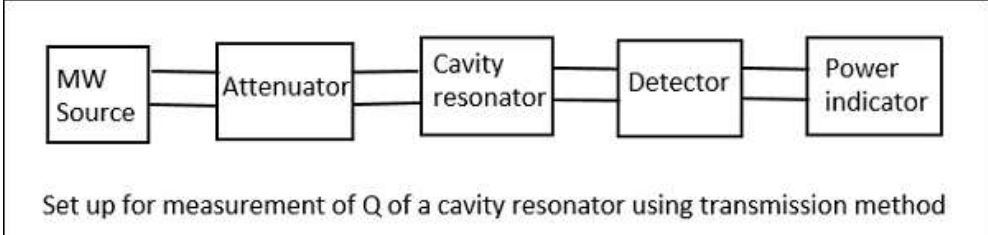 MW
Source
Attenuator
Cavity
resonator
Detector
Power
indicator
Set up for measurement of Q of a cavity resonator using transmission method